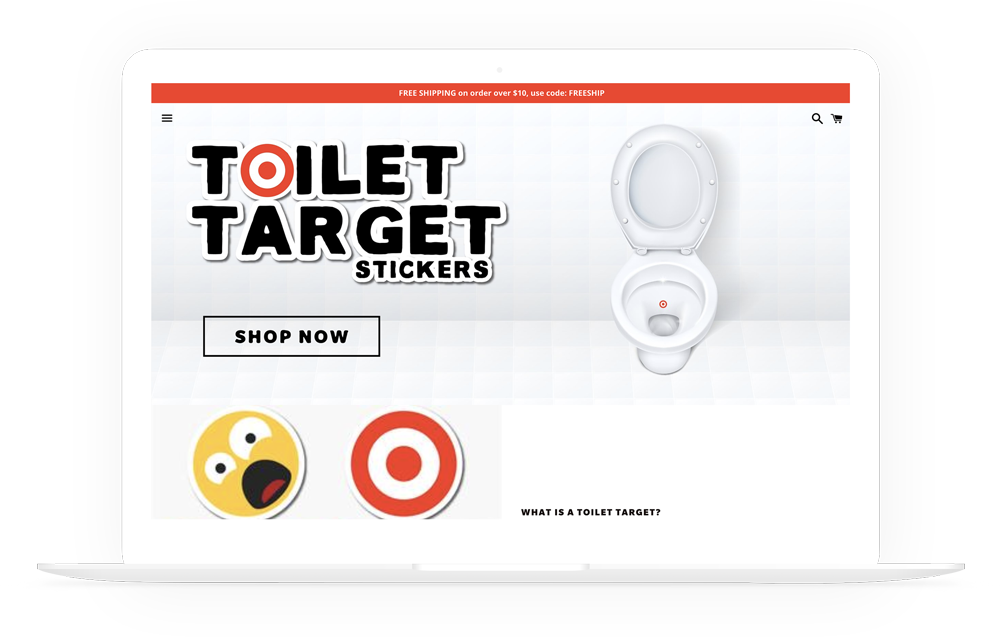 FREE SHIPPING on order over $10, use code: FREESHIP
TOILET
TARGET
STICKERS
SHOP NOW
WHAT IS A TOILET TARGET?